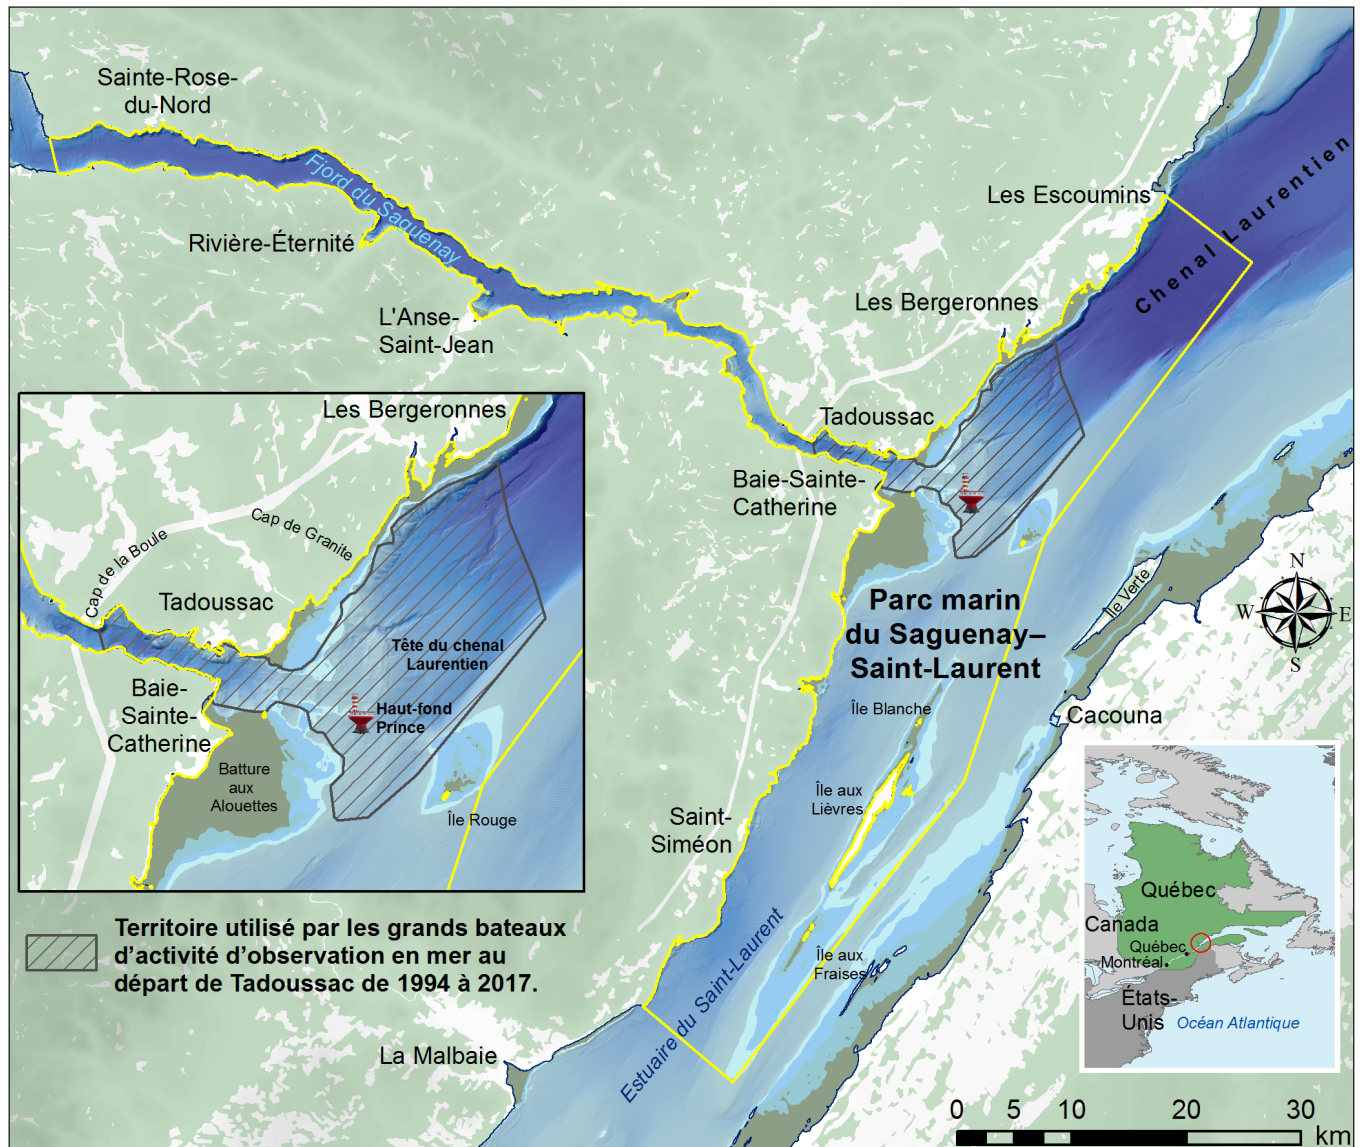 Sainte-Rose-
du-Nord
Fjord du Saguenay
Rivière-Éternité
L'Anse-
Saint-Jean
Les Escoumins
Chenal Laurentien
Les Bergeronnes
Tadoussac
Baie-Sainte-
Catherine
Parc marin
du Saguenay–
Saint-Laurent
Île Verte
N
W
E
S
Île Blanche
Cacouna
Île aux
Lièvres
Saint-
Siméon
Île aux
Fraises
Estuaire du Saint-Laurent
La Malbaie
Les Bergeronnes
Cap de Granite
Cap de la Boule
Tadoussac
Tête du chenal
Laurentien
Baie-
Sainte-
Catherine
Haut-fond
Prince
Batture
aux
Alouettes
Île Rouge
Territoire utilisé par les grands bateaux
d’activité d’observation en mer au
départ de Tadoussac de 1994 à 2017.
Québec
Canada
Québec
Montréal
États-
Unis
Océan Atlantique
0 5 10 20 30
km